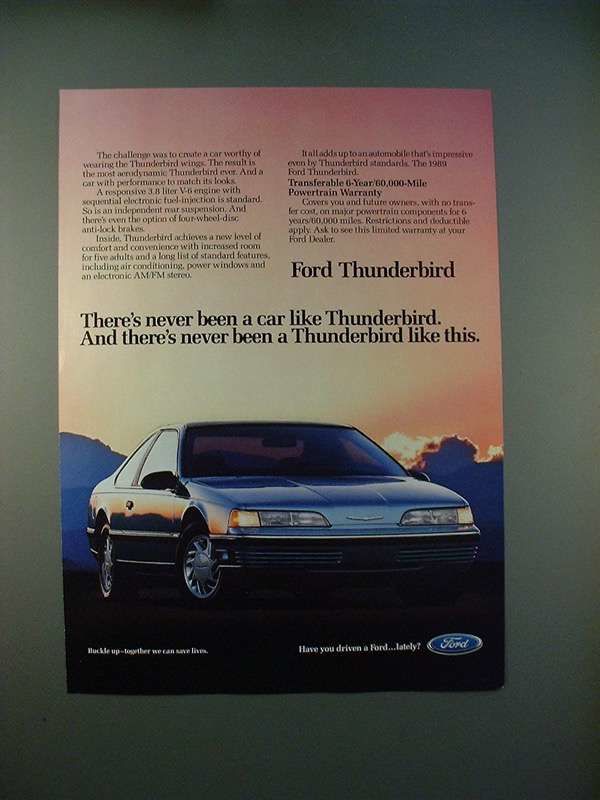 The challenge was to create a car worthy of
wearing the Thunderbird wings. The result is
the most aerodynamic Thunderbird ever. And a
car with performance to match its looks.
A responsive 3.8 liter V-6 engine with
sequential electronic fuel-injection is standard.
So is an independent rear suspension. And
there's even the option of four-wheel-disc
anti-lock brakes.
Inside, Thunderbird achieves a new level of
comfort and convenience with increased room
for five adults and a long list of standard features,
including air conditioning, power windows and
an electronic AM/FM stereo.
It all adds up to an automobile that's impressive
even by Thunderbird standards. The 1989
Ford Thunderbird.
Transferable 6-Year/60,000-Mile
Powertrain Warranty
Covers you and future owners, with no trans-
fer cost, on major powertrain components for 6
years/60,000 miles. Restrictions and deductible
apply. Ask to see this limited warranty at your
Ford Dealer.
Ford Thunderbird
There's never been a car like Thunderbird.
And there's never been a Thunderbird like this.
Buckle up–together we can save lives.
Have you driven a Ford...lately?
Ford